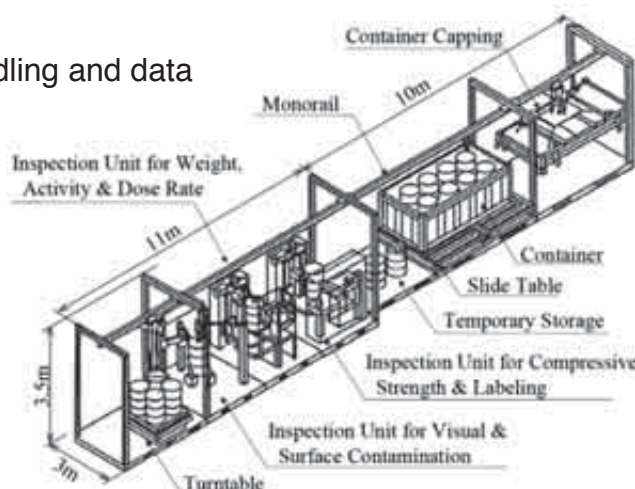 dling and data
Container Capping
10m
Monorail
Inspection Unit for Weight,
Activity & Dose Rate
11m
Container
Slide Table
Temporary Storage
Inspection Unit for Compressive
Strength & Labeling
3.5m
Inspection Unit for Visual &
Surface Contamination
3m
Turntable